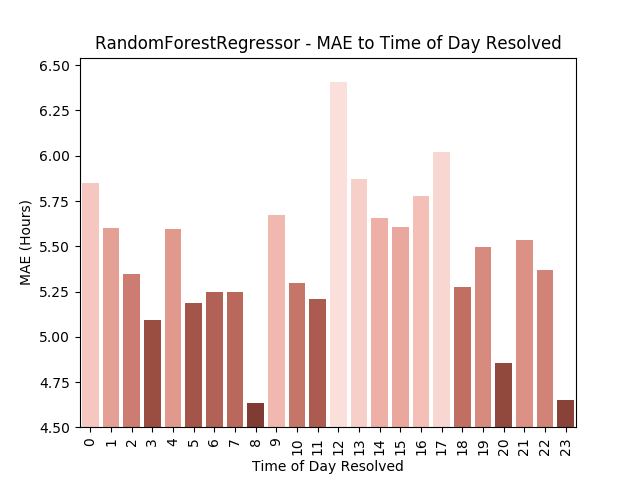 RandomForestRegressor - MAE to Time of Day Resolved
6.50
6.25
6.00
5.75
5.50
5.25
5.00
4.75
4.50
MAE (Hours)
0 1 2 3 4 5 6 7 8 9 10 11 12 13 14 15 16 17 18 19 20 21 22 23
Time of Day Resolved